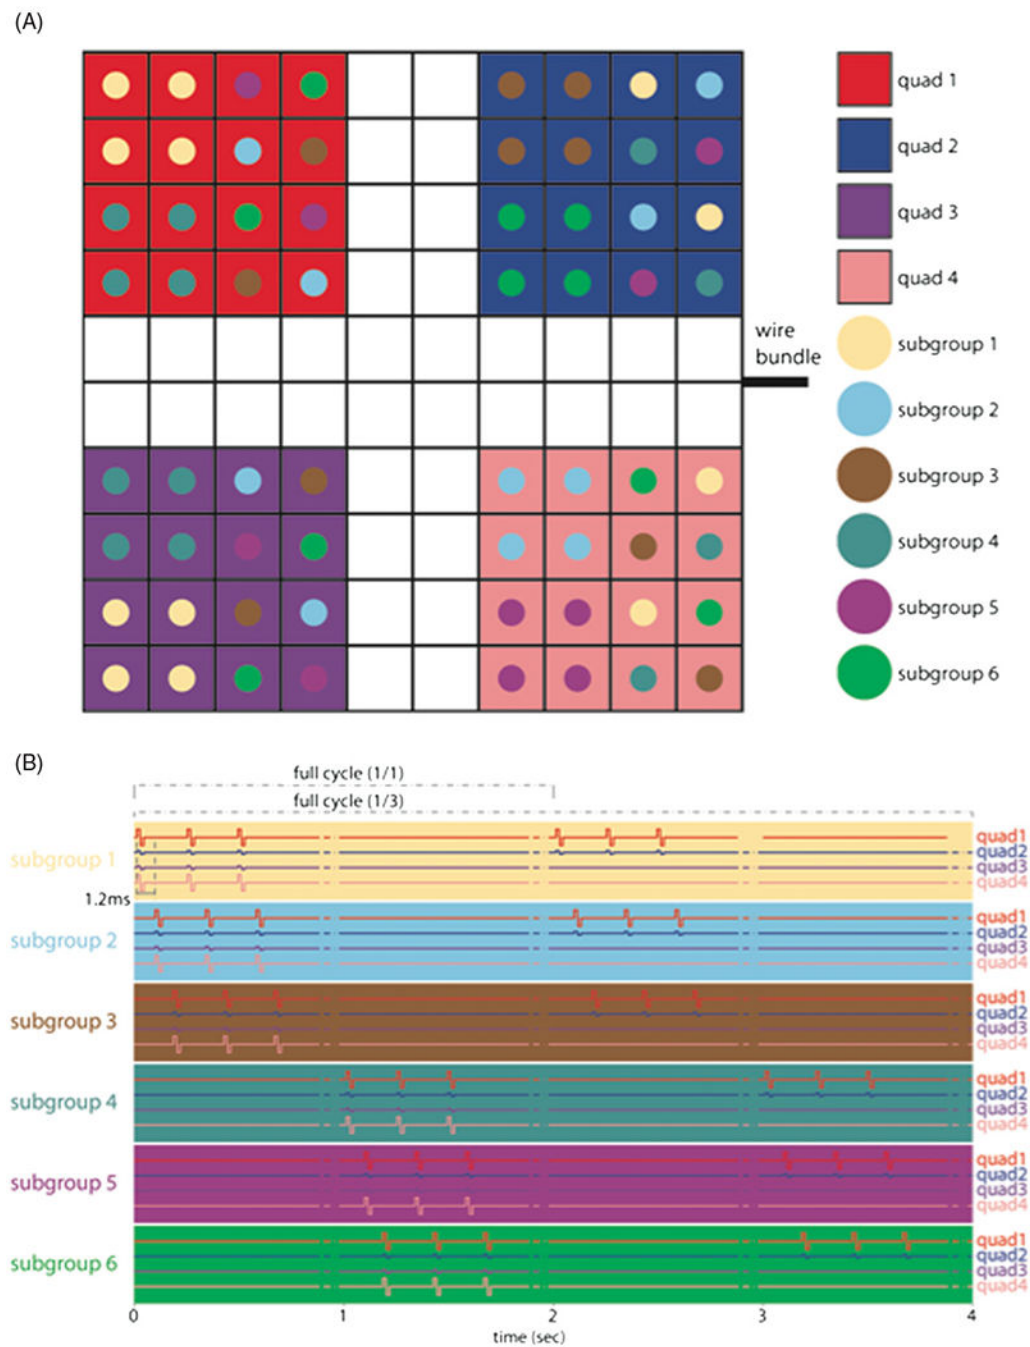 (A)
quad 1
quad 2
quad 3
quad 4
wire
bundle
subgroup 1
subgroup 2
subgroup 3
subgroup 4
subgroup 5
subgroup 6
(B)
full cycle (1/1)
full cycle (1/3)
subgroup 1
quad1
quad2
quad3
quad4
1.2ms
subgroup 2
quad1
quad2
quad3
quad4
subgroup 3
quad1
quad2
quad3
quad4
subgroup 4
quad1
quad2
quad3
quad4
subgroup 5
quad1
quad2
quad3
quad4
subgroup 6
quad1
quad2
quad3
quad4
0 1 2 3 4
time (sec)